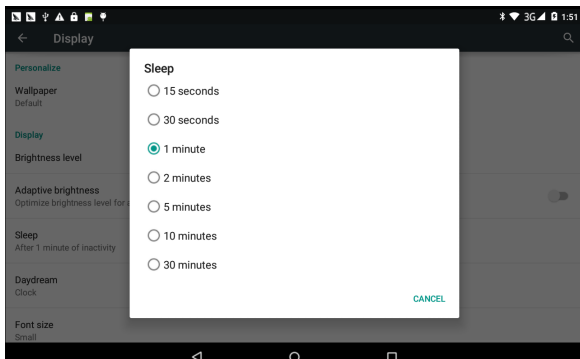 3G 1:51
Display
Personalize
Wallpaper
Default
Display
Brightness level
Adaptive brightness
Optimize brightness level for
Sleep
After 1 minute of inactivity
Daydream
Clock
Font size
Small
Sleep
15 seconds
30 seconds
1 minute
2 minutes
5 minutes
10 minutes
30 minutes
CANCEL